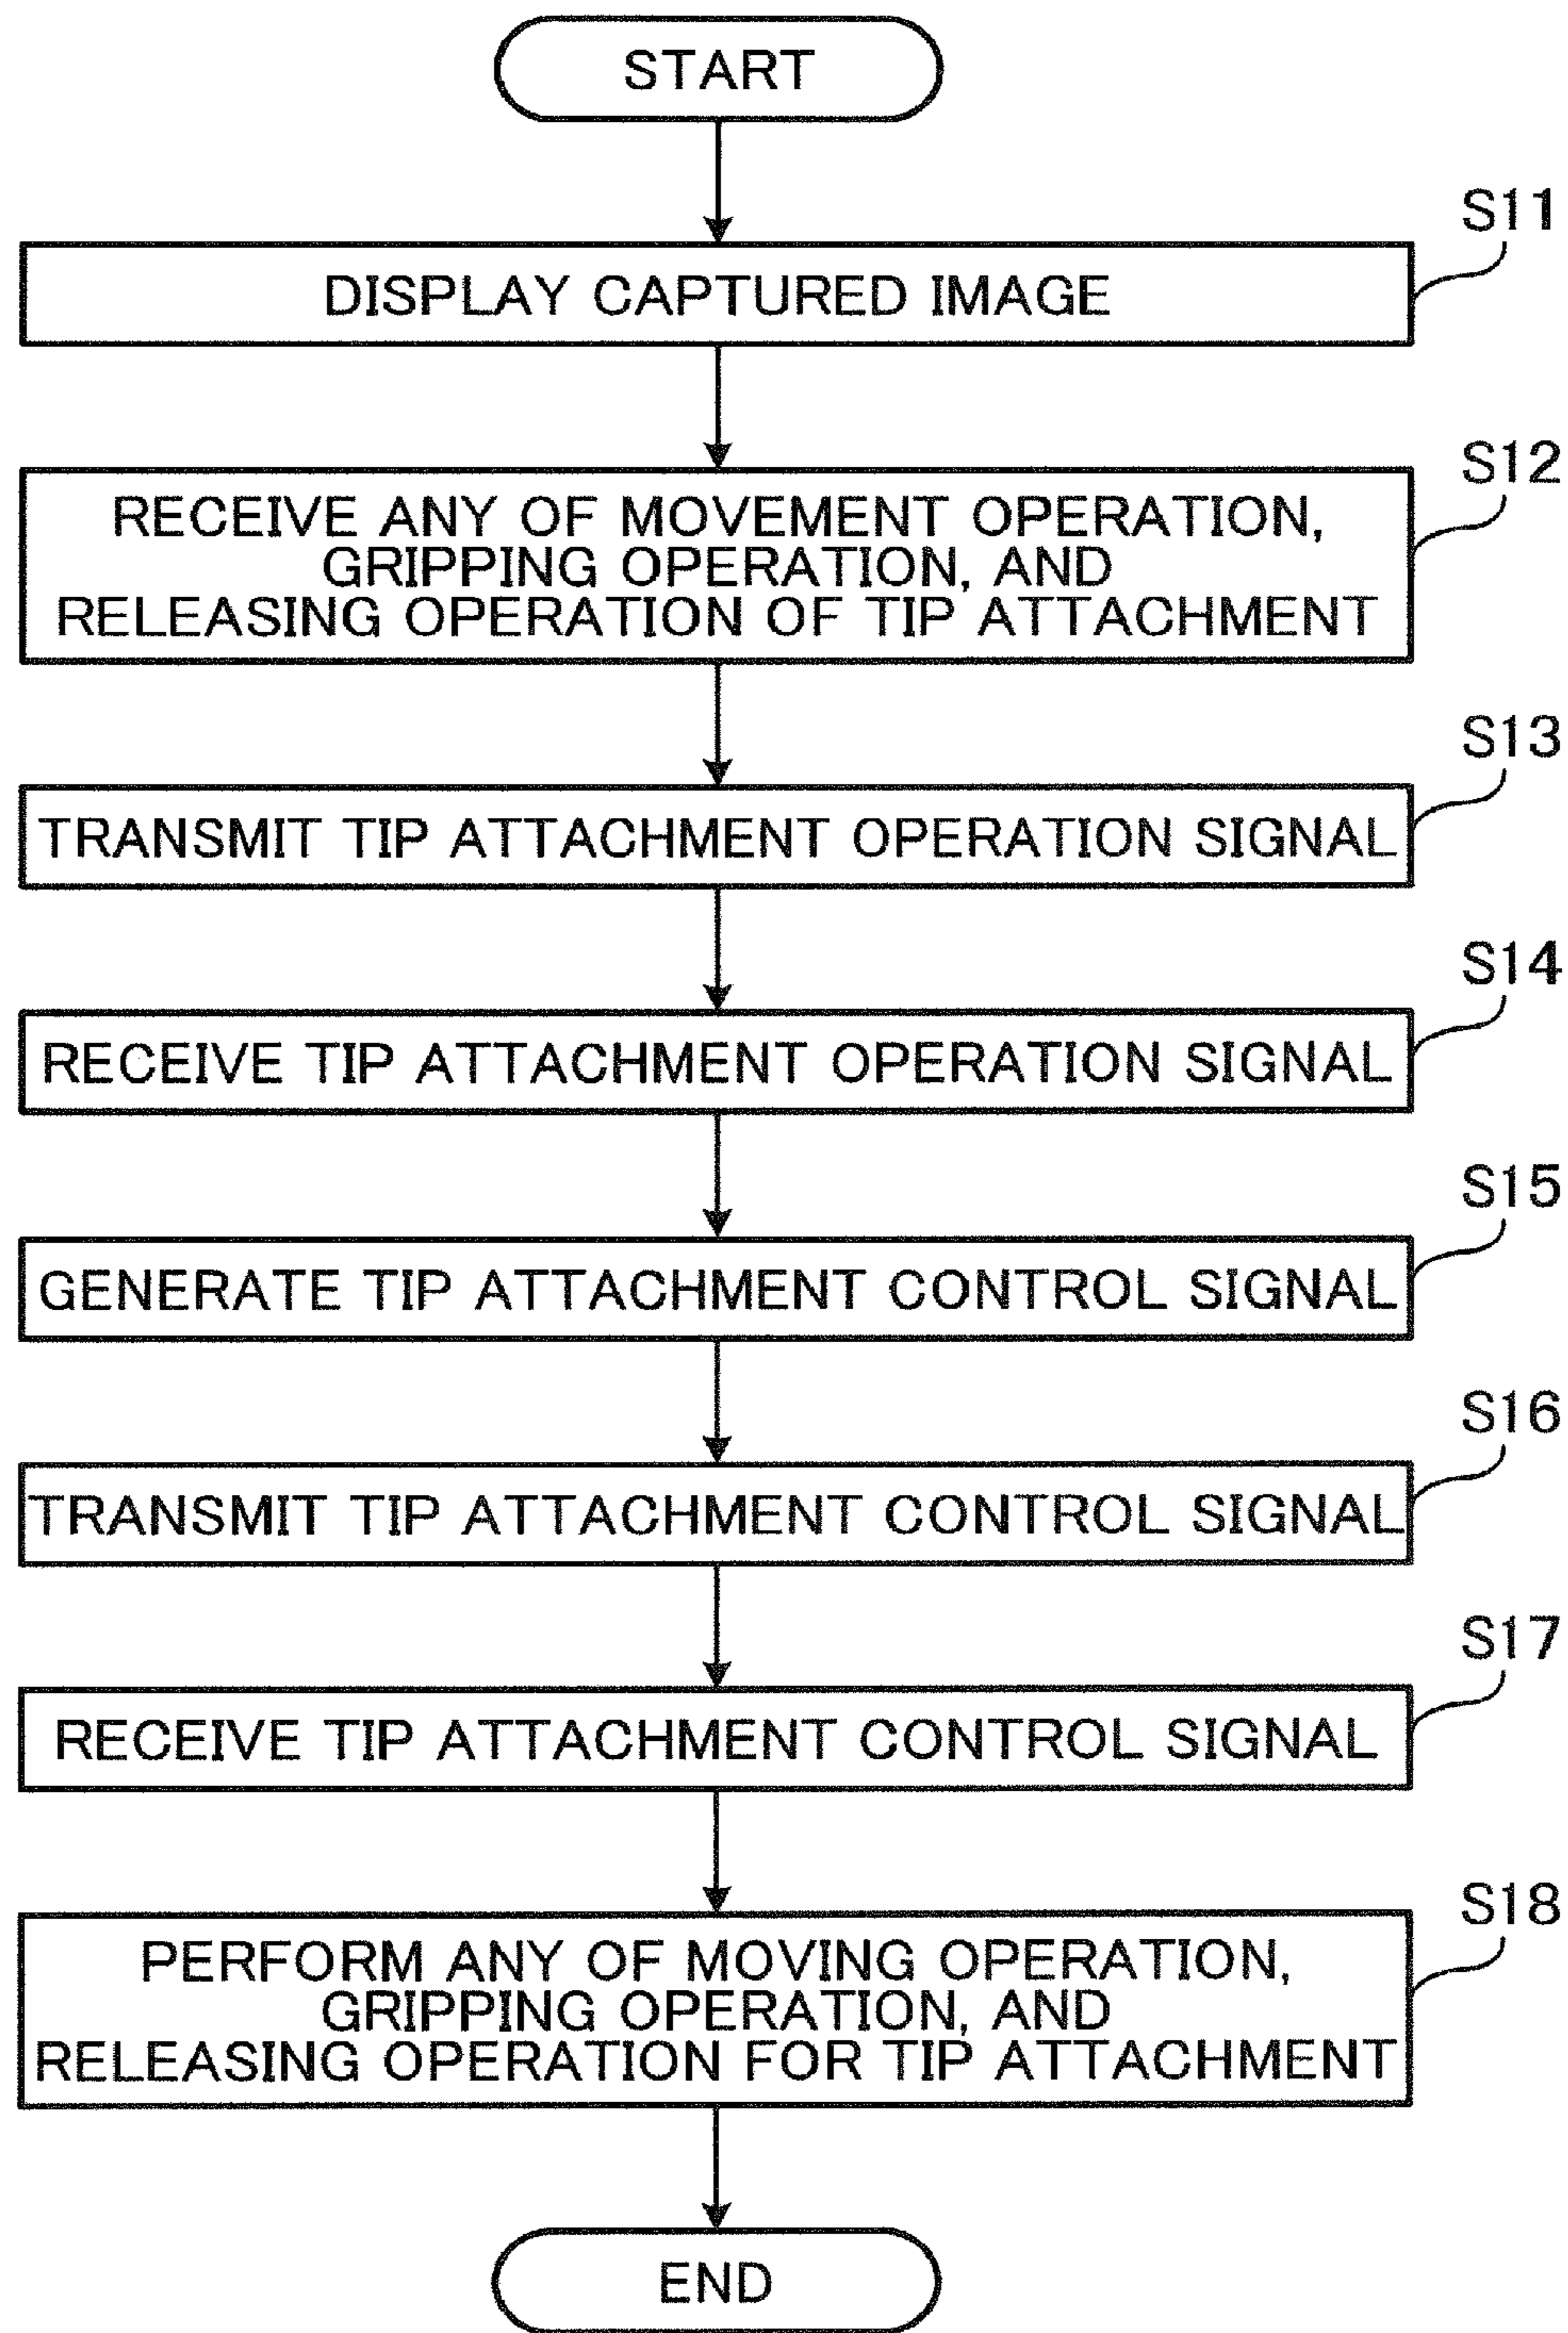 START
S11
DISPLAY CAPTURED IMAGE
S12
RECEIVE ANY OF MOVEMENT OPERATION,
GRIPPING OPERATION, AND
RELEASING OPERATION OF TIP ATTACHMENT
S13
TRANSMIT TIP ATTACHMENT OPERATION SIGNAL
S14
RECEIVE TIP ATTACHMENT OPERATION SIGNAL
S15
GENERATE TIP ATTACHMENT CONTROL SIGNAL
S16
TRANSMIT TIP ATTACHMENT CONTROL SIGNAL
S17
RECEIVE TIP ATTACHMENT CONTROL SIGNAL
S18
PERFORM ANY OF MOVING OPERATION,
GRIPPING OPERATION, AND
RELEASING OPERATION FOR TIP ATTACHMENT
END